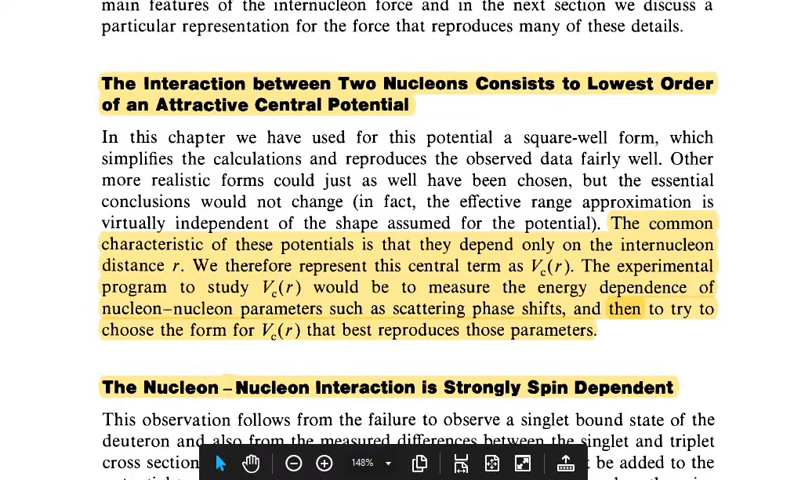 main features of the internucleon force and in the next section we discuss a
particular representation for the force that reproduces many of these details.
The Interaction between Two Nucleons Consists to Lowest Order
of an Attractive Central Potential
In this chapter we have used for this potential a square-well form, which
simplifies the calculations and reproduces the observed data fairly well. Other
more realistic forms could just as well have been chosen, but the essential
conclusions would not change (in fact, the effective range approximation is
virtually independent of the shape assumed for the potential). The common
characteristic of these potentials is that they depend only on the internucleon
distance r. We therefore represent this central term as Vc(r). The experimental
program to study Vc(r) would be to measure the energy dependence of
nucleon–nucleon parameters such as scattering phase shifts, and then to try to
choose the form for Vc(r) that best reproduces those parameters.
The Nucleon–Nucleon Interaction is Strongly Spin Dependent
This observation follows from the failure to observe a singlet bound state of the
deuteron and also from the measured differences between the singlet and triplet
cross section
be added to the
148%